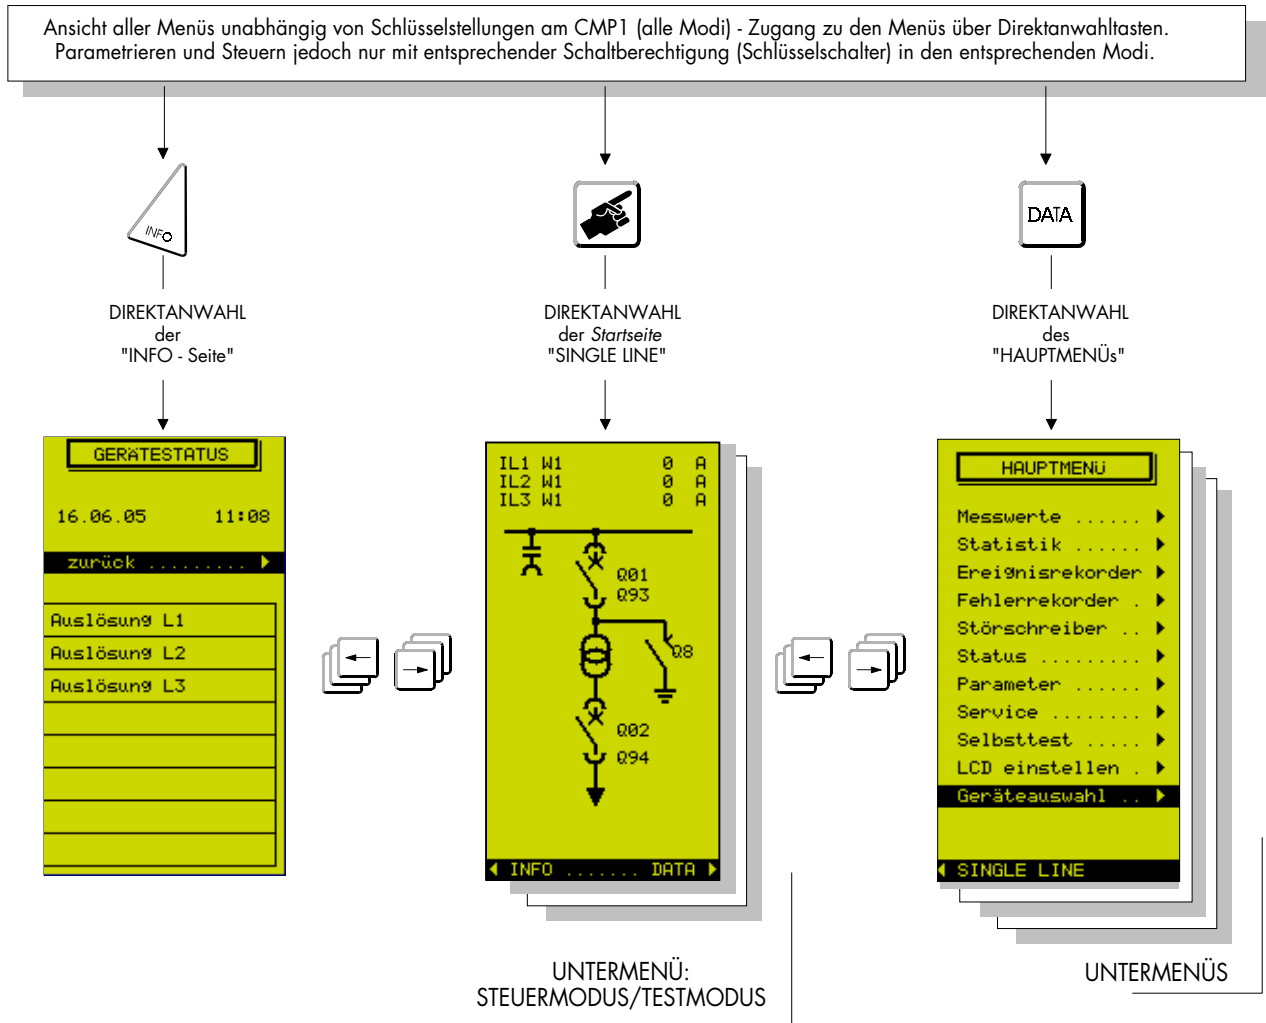 Ansicht aller Menüs unabhängig von Schlüsselstellungen am CMP1 (alle Modi) - Zugang zu den Menüs über Direktanwahltasten.
Parametrieren und Steuern jedoch nur mit entsprechender Schaltberechtigung (Schlüsselschalter) in den entsprechenden Modi.
INFO
DATA
DIREKTANWAHL
der
"INFO - Seite"
DIREKTANWAHL
der Startseite
"SINGLE LINE"
DIREKTANWAHL
des
"HAUPTMENÜs"
GERÄTESTATUS
16.06.05 11:08
zurück .........
Auslösung L1
Auslösung L2
Auslösung L3
IL1 W1 0 A
IL2 W1 0 A
IL3 W1 0 A
Q01
Q93
Q8
Q02
Q94
INFO ....... DATA
HAUPTMENÜ
Messwerte ......
Statistik ......
Ereignisrekorder
Fehlerrekorder .
Störschreiber ..
Status .........
Parameter ......
Service ........
Selbsttest .....
LCD einstellen .
Geräteauswahl ..
SINGLE LINE
UNTERMENÜ:
STEUERMODUS/TESTMODUS
UNTERMENÜS